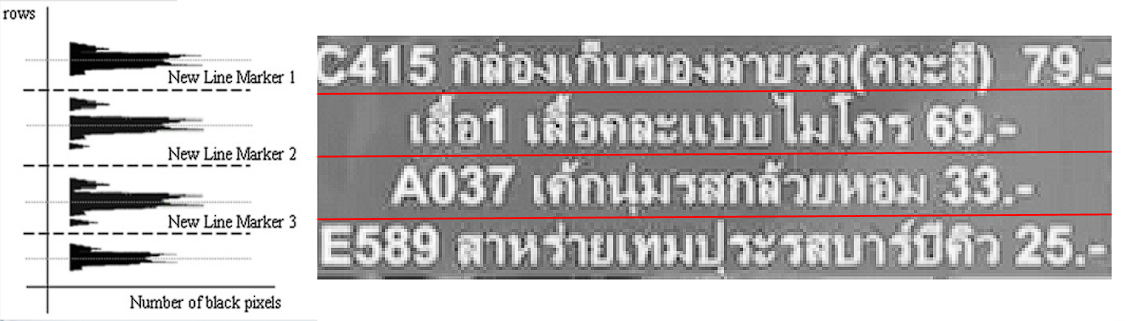 rows
New Line Marker 1
New Line Marker 2
New Line Marker 3
Number of black pixels
C415 กล่องเก็บของลายรถ(คละสี) 79.-
เสื้อ1 เสื้อคละแบบ ไมโคร 69.-
A037 เค้กนุ่มรสกล้วยหอม 33.-
E589 สาหร่ายเทมปุระรสบาร์บีคิว 25.-